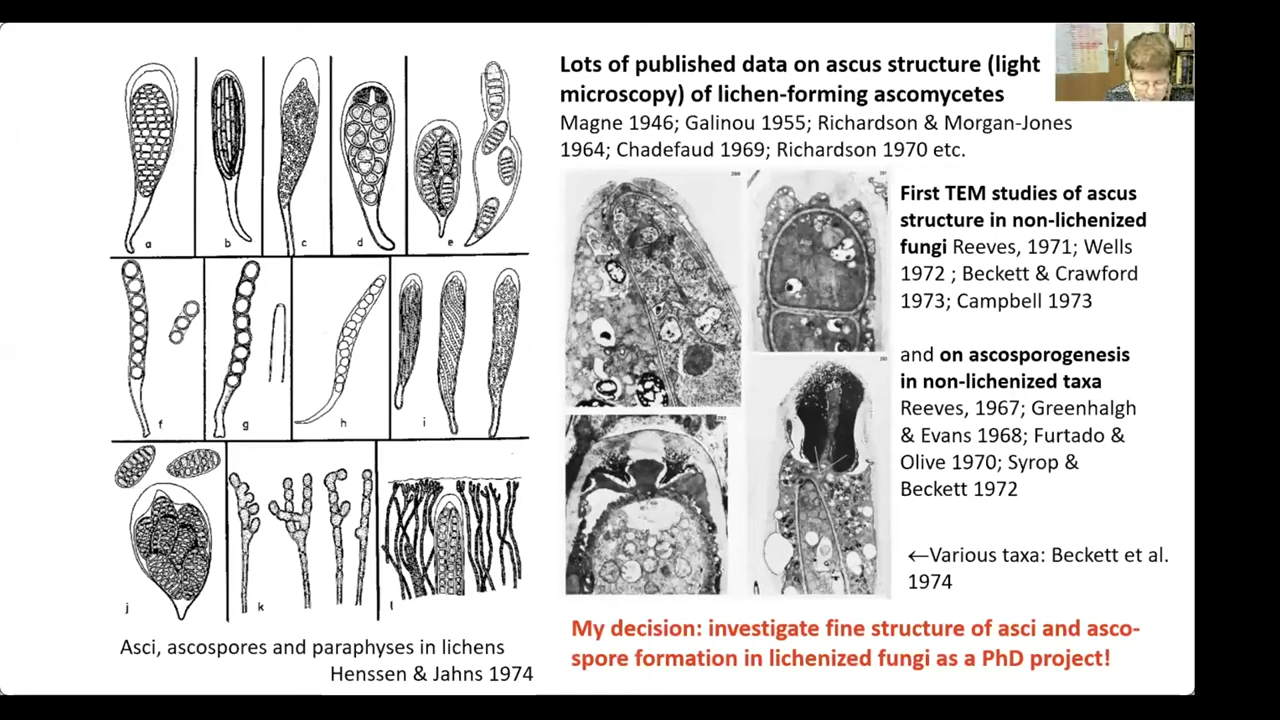 Lots of published data on ascus structure (light
microscopy) of lichen-forming ascomycetes
Magne 1946; Galinou 1955; Richardson & Morgan-Jones
1964; Chadefaud 1969; Richardson 1970 etc.
First TEM studies of ascus
structure in non-lichenized
fungi Reeves, 1971; Wells
1972 ; Beckett & Crawford
1973; Campbell 1973
and on ascosporogenesis
in non-lichenized taxa
Reeves, 1967; Greenhalgh
& Evans 1968; Furtado &
Olive 1970; Syrop &
Beckett 1972
←Various taxa: Beckett et al.
1974
My decision: investigate fine structure of asci and asco-
spore formation in lichenized fungi as a PhD project!
a
b
c
d
e
f
g
h
i
j
k
l
Asci, ascospores and paraphyses in lichens
Henssen & Jahns 1974